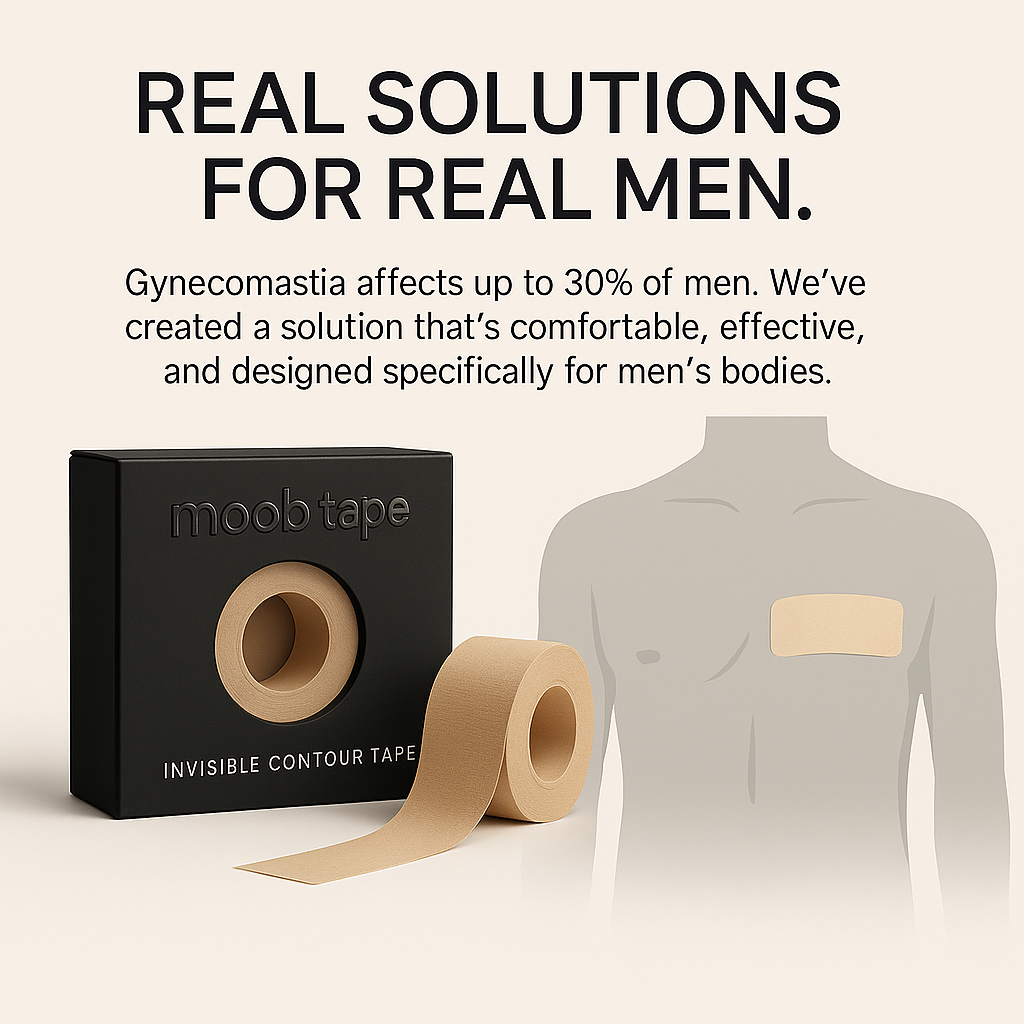 REAL SOLUTIONS
FOR REAL MEN.
Gynecomastia affects up to 30% of men. We’ve
created a solution that’s comfortable, effective,
and designed specifically for men’s bodies.
moob tape
INVISIBLE CONTOUR TAPE